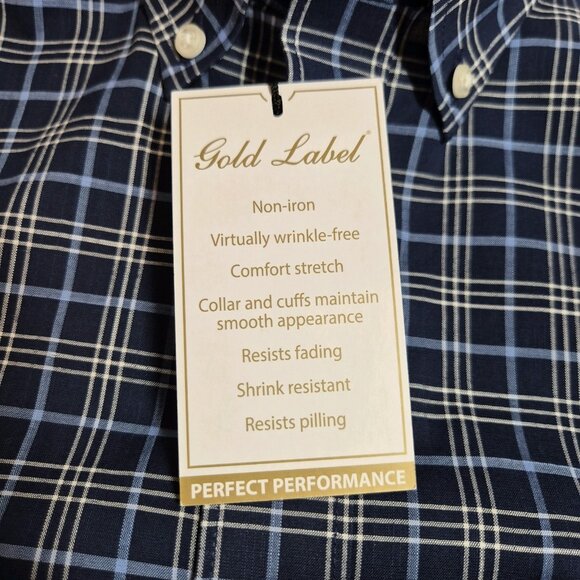 Gold Label®
Non-iron
Virtually wrinkle-free
Comfort stretch
Collar and cuffs maintain
smooth appearance
Resists fading
Shrink resistant
Resists pilling
PERFECT PERFORMANCE